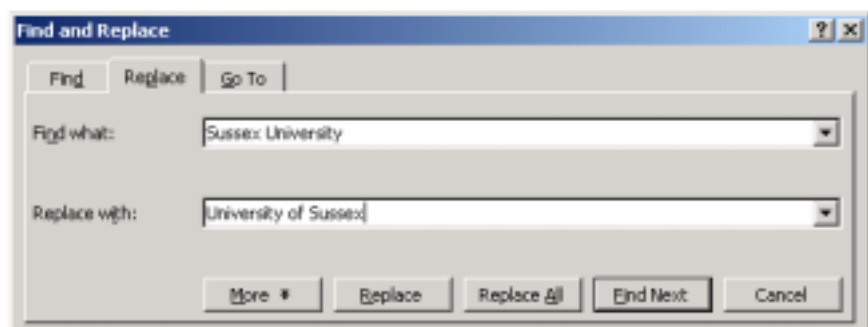 Find and Replace
Find Replace Go To
Find what: Sussex University
Replace with: University of Sussex
More Replace Replace All Find Next Cancel